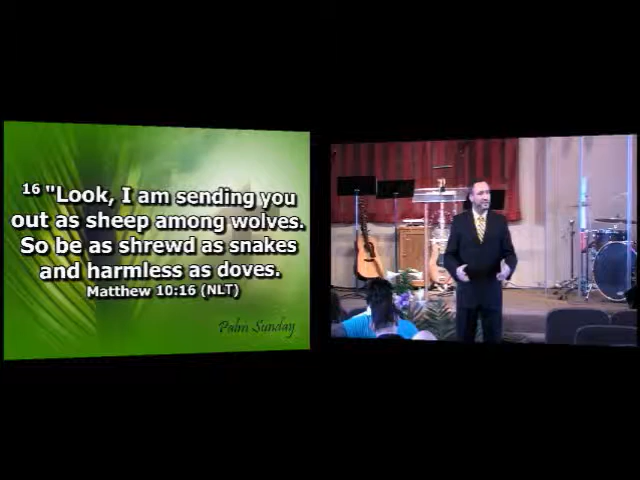 16 "Look, I am sending you
out as sheep among wolves.
So be as shrewd as snakes
and harmless as doves.
Matthew 10:16 (NLT)
Palm Sunday